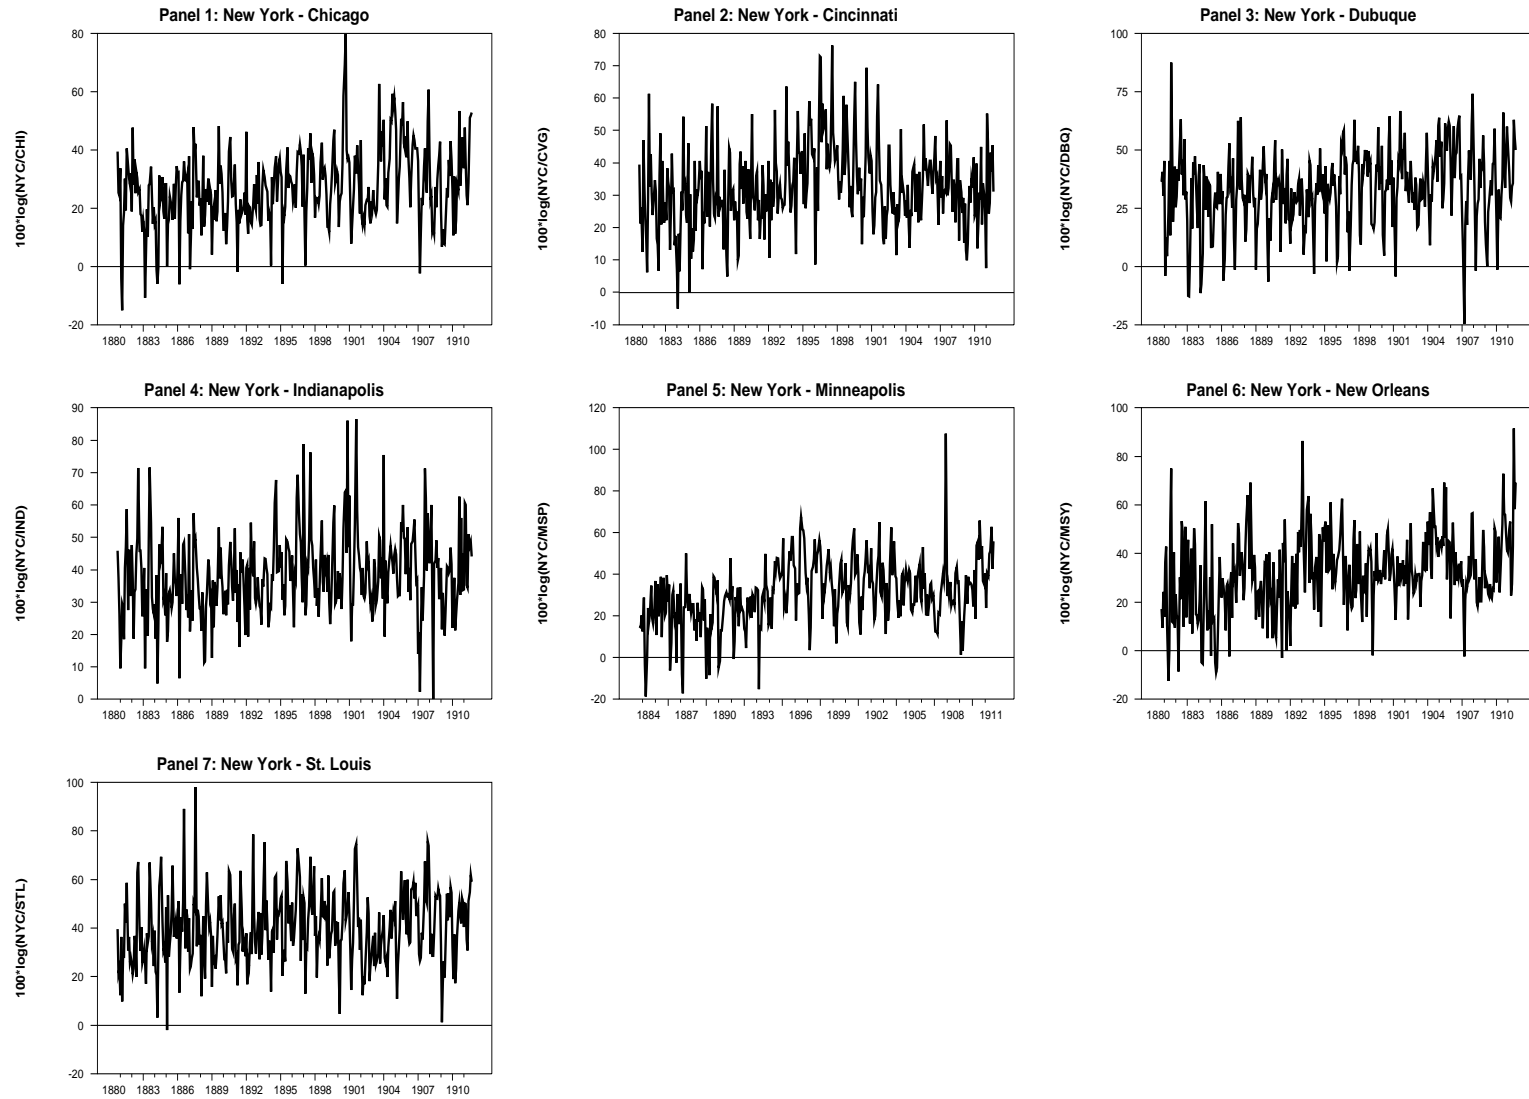 Panel 1: New York - Chicago
100*log(NYC/CHI)
80
60
40
20
0
-20
1880 1883 1886 1889 1892 1895 1898 1901 1904 1907 1910
Panel 2: New York - Cincinnati
100*log(NYC/CVG)
80
70
60
50
40
30
20
10
0
-10
1880 1883 1886 1889 1892 1895 1898 1901 1904 1907 1910
Panel 3: New York - Dubuque
100*log(NYC/DBQ)
100
75
50
25
0
-25
1880 1883 1886 1889 1892 1895 1898 1901 1904 1907 1910
Panel 4: New York - Indianapolis
100*log(NYC/IND)
90
80
70
60
50
40
30
20
10
0
1880 1883 1886 1889 1892 1895 1898 1901 1904 1907 1910
Panel 5: New York - Minneapolis
100*log(NYC/MSP)
120
100
80
60
40
20
0
-20
1884 1887 1890 1893 1896 1899 1902 1905 1908 1911
Panel 6: New York - New Orleans
100*log(NYC/MSY)
100
80
60
40
20
0
-20
1880 1883 1886 1889 1892 1895 1898 1901 1904 1907 1910
Panel 7: New York - St. Louis
100*log(NYC/STL)
100
80
60
40
20
0
-20
1880 1883 1886 1889 1892 1895 1898 1901 1904 1907 1910